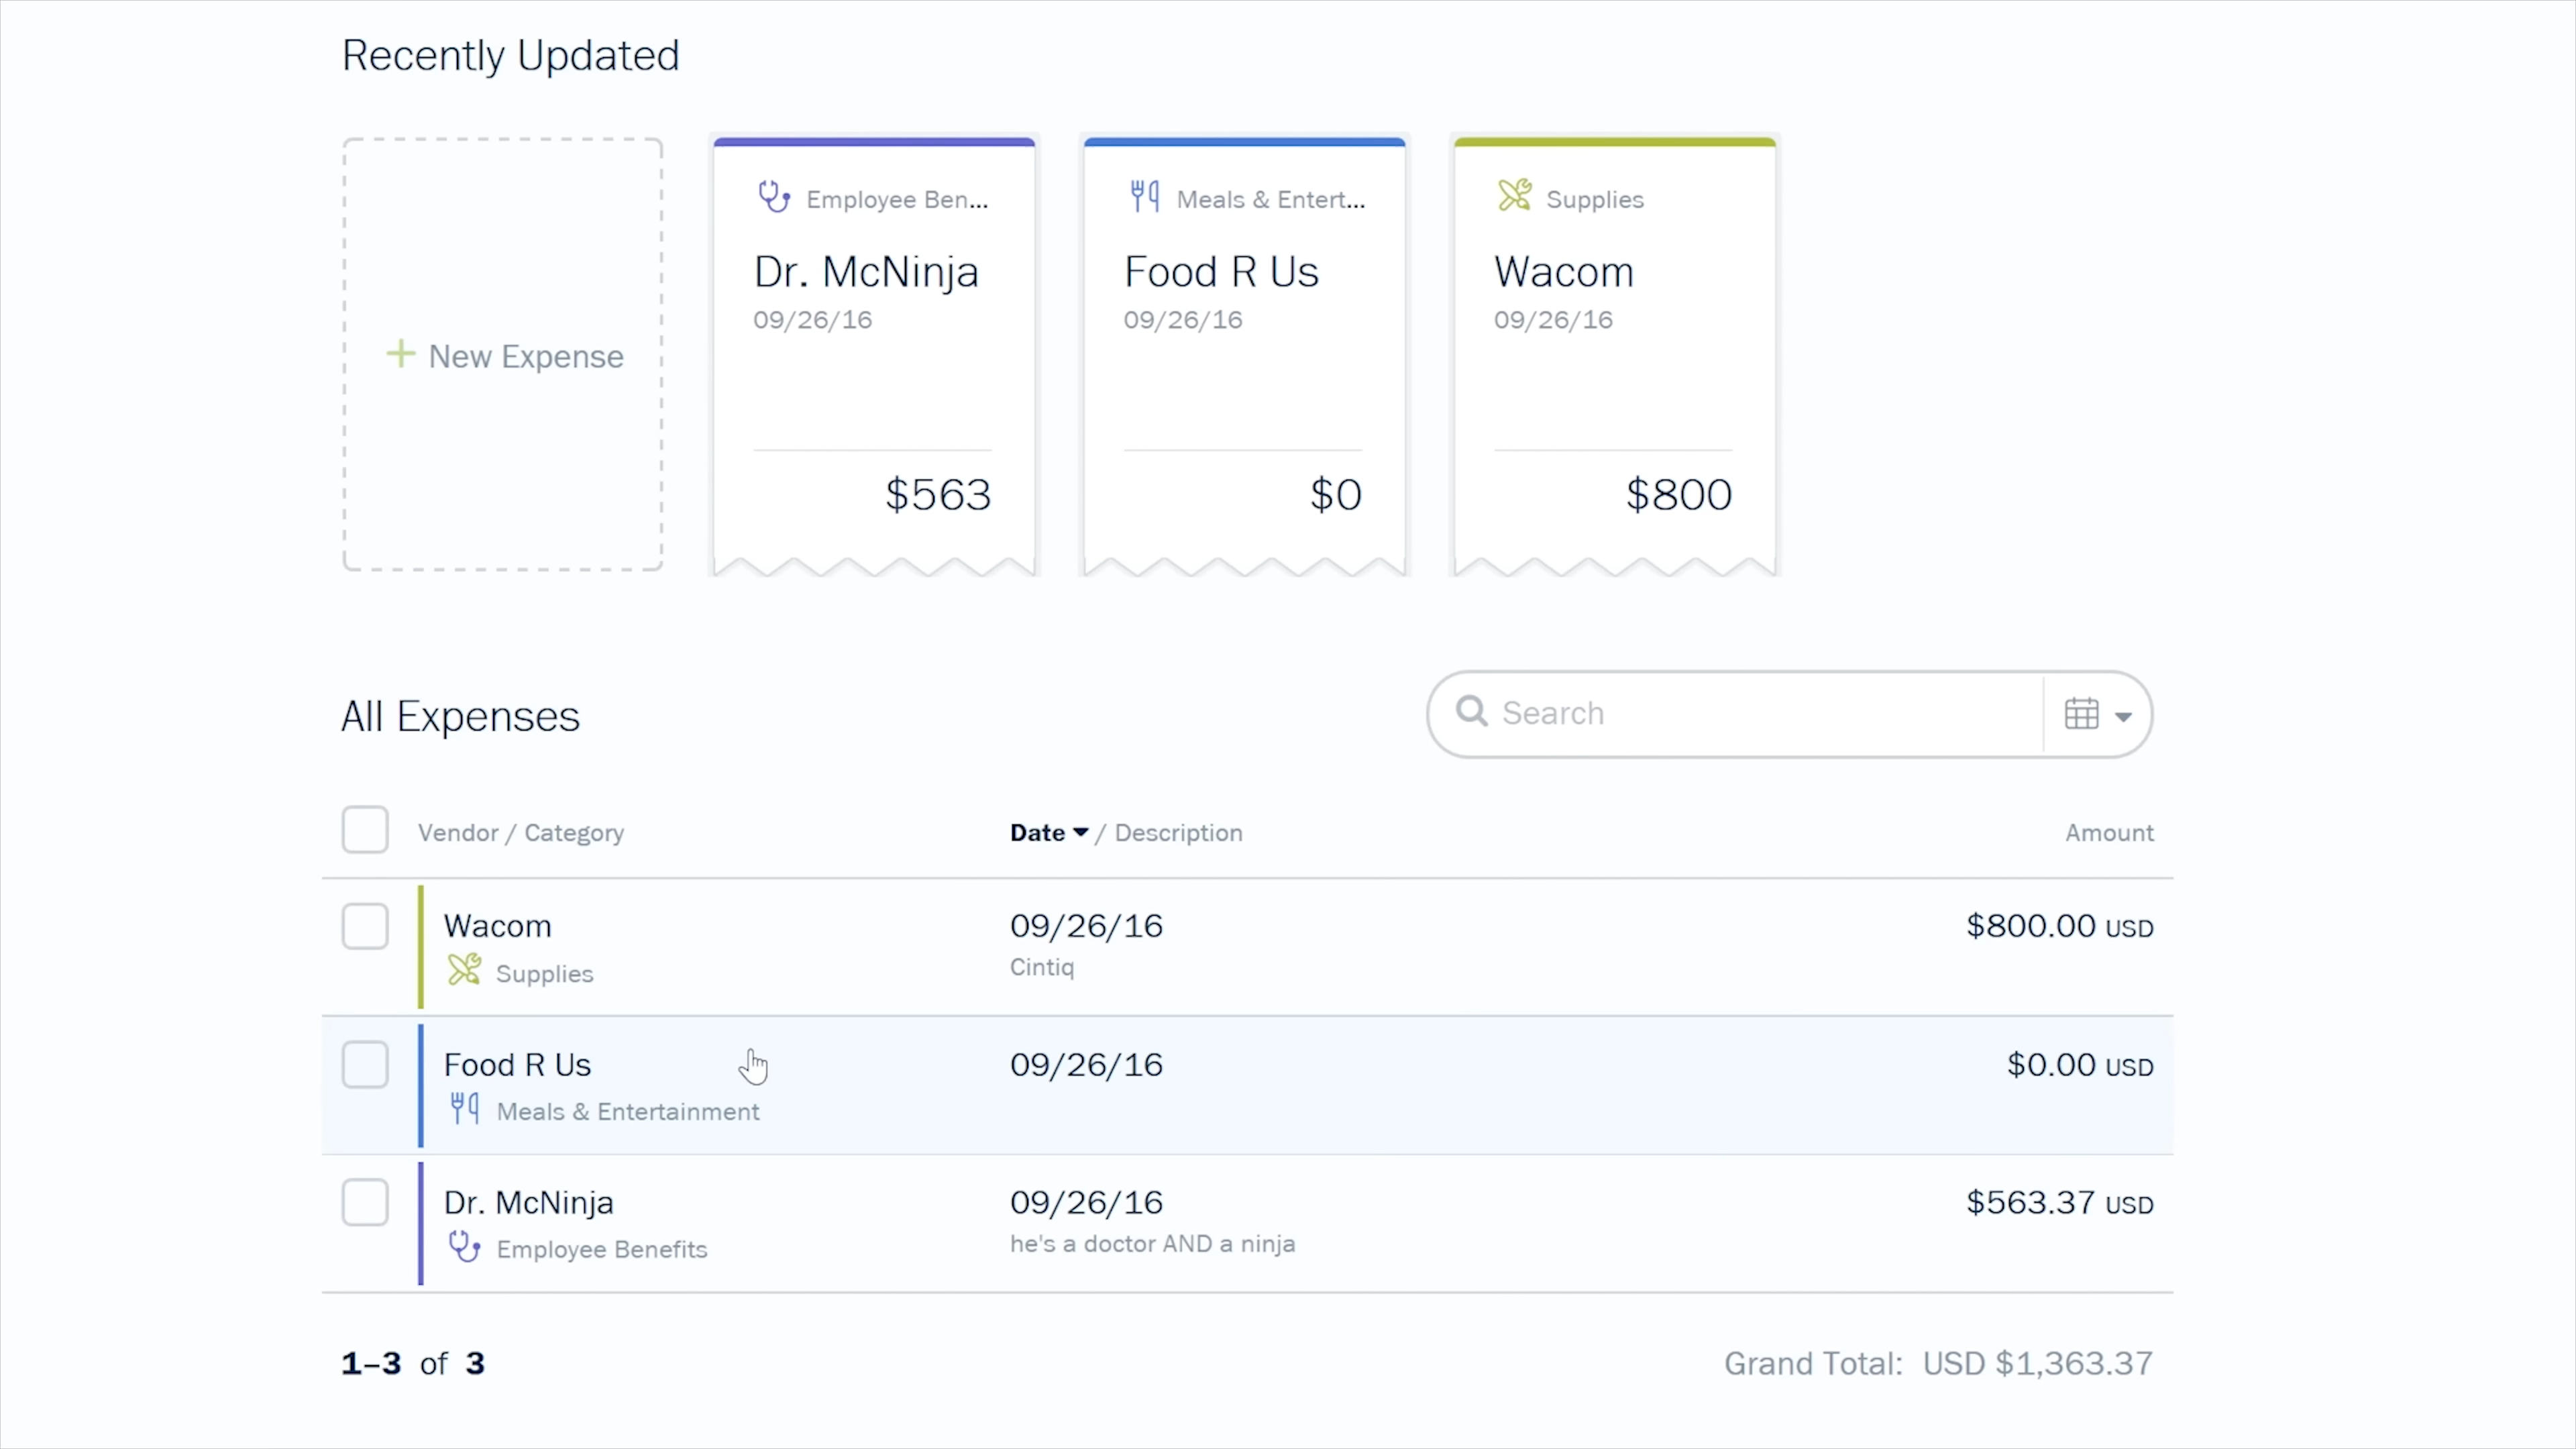 Recently Updated
+ New Expense
Employee Ben...
Dr. McNinja
09/26/16
$563
Meals & Entert...
Food R Us
09/26/16
$0
Supplies
Wacom
09/26/16
$800
All Expenses
Search
Vendor / Category Date / Description Amount
Wacom 09/26/16 $800.00 USD
Supplies Cintiq
Food R Us 09/26/16 $0.00 USD
Meals & Entertainment
Dr. McNinja 09/26/16 $563.37 USD
Employee Benefits he's a doctor AND a ninja
1–3 of 3 Grand Total: USD $1,363.37